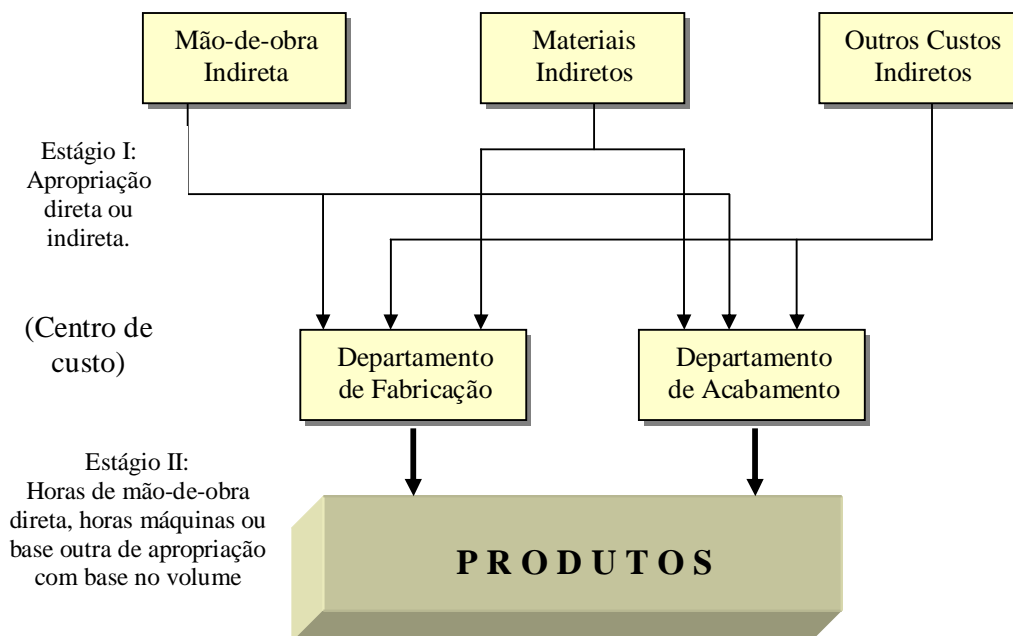 Mão-de-obra
Indireta
Materiais
Indiretos
Outros Custos
Indiretos
Estágio I:
Apropriação
direta ou
indireta.
(Centro de
custo)
Departamento
de Fabricação
Departamento
de Acabamento
Estágio II:
Horas de mão-de-obra
direta, horas máquinas ou
base outra de apropriação
com base no volume
P R O D U T O S